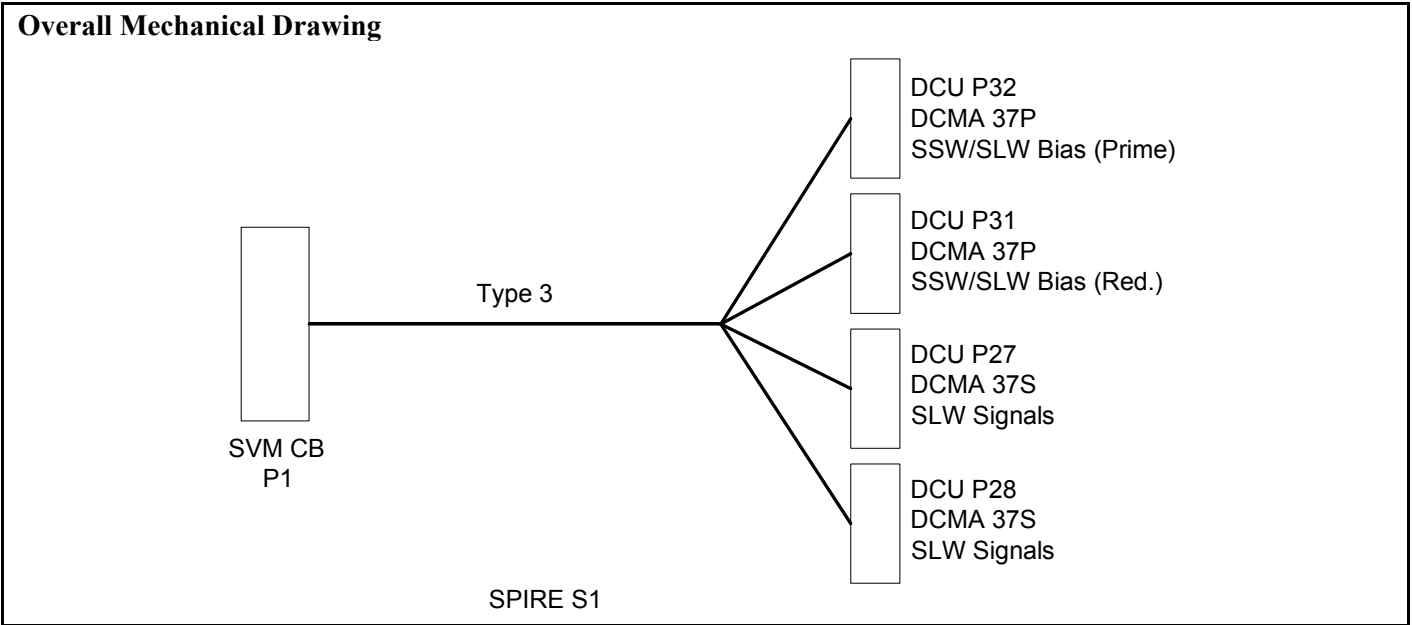 Overall Mechanical Drawing
DCU P32
DCMA 37P
SSW/SLW Bias (Prime)
DCU P31
DCMA 37P
SSW/SLW Bias (Red.)
Type 3
DCU P27
DCMA 37S
SLW Signals
SVM CB
P1
DCU P28
DCMA 37S
SLW Signals
SPIRE S1